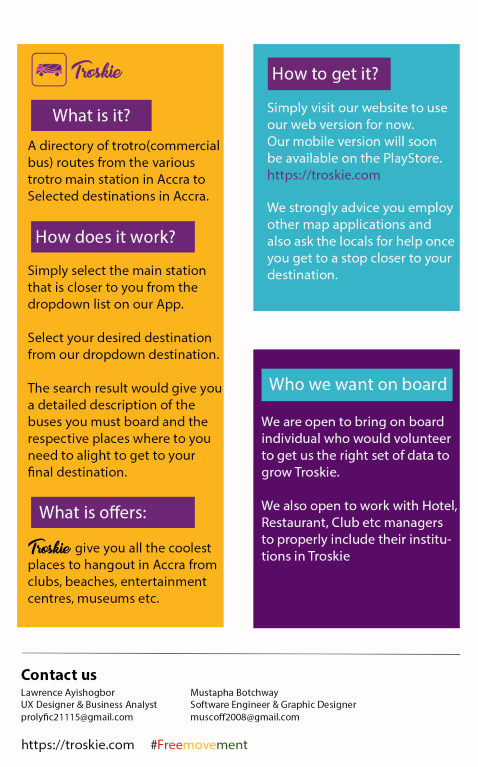 Troskie
What is it?
A directory of trotro(commercial
bus) routes from the various
trotro main station in Accra to
Selected destinations in Accra.
How does it work?
Simply select the main station
that is closer to you from the
dropdown list on our App.
Select your desired destination
from our dropdown destination.
The search result would give you
a detailed description of the
buses you must board and the
respective places where to you
need to alight to get to your
final destination.
What is offers:
Troskie give you all the coolest
places to hangout in Accra from
clubs, beaches, entertainment
centres, museums etc.
How to get it?
Simply visit our website to use
our web version for now.
Our mobile version will soon
be available on the PlayStore.
https://troskie.com
We strongly advice you employ
other map applications and
also ask the locals for help once
you get to a stop closer to your
destination.
Who we want on board
We are open to bring on board
individual who would volunteer
to get us the right set of data to
grow Troskie.
We also open to work with Hotel,
Restaurant, Club etc managers
to properly include their institu-
tions in Troskie
Contact us
Lawrence Ayishogbor
UX Designer & Business Analyst
prolyfic21115@gmail.com
Mustapha Botchway
Software Engineer & Graphic Designer
muscoff2008@gmail.com
https://troskie.com #Freemovement